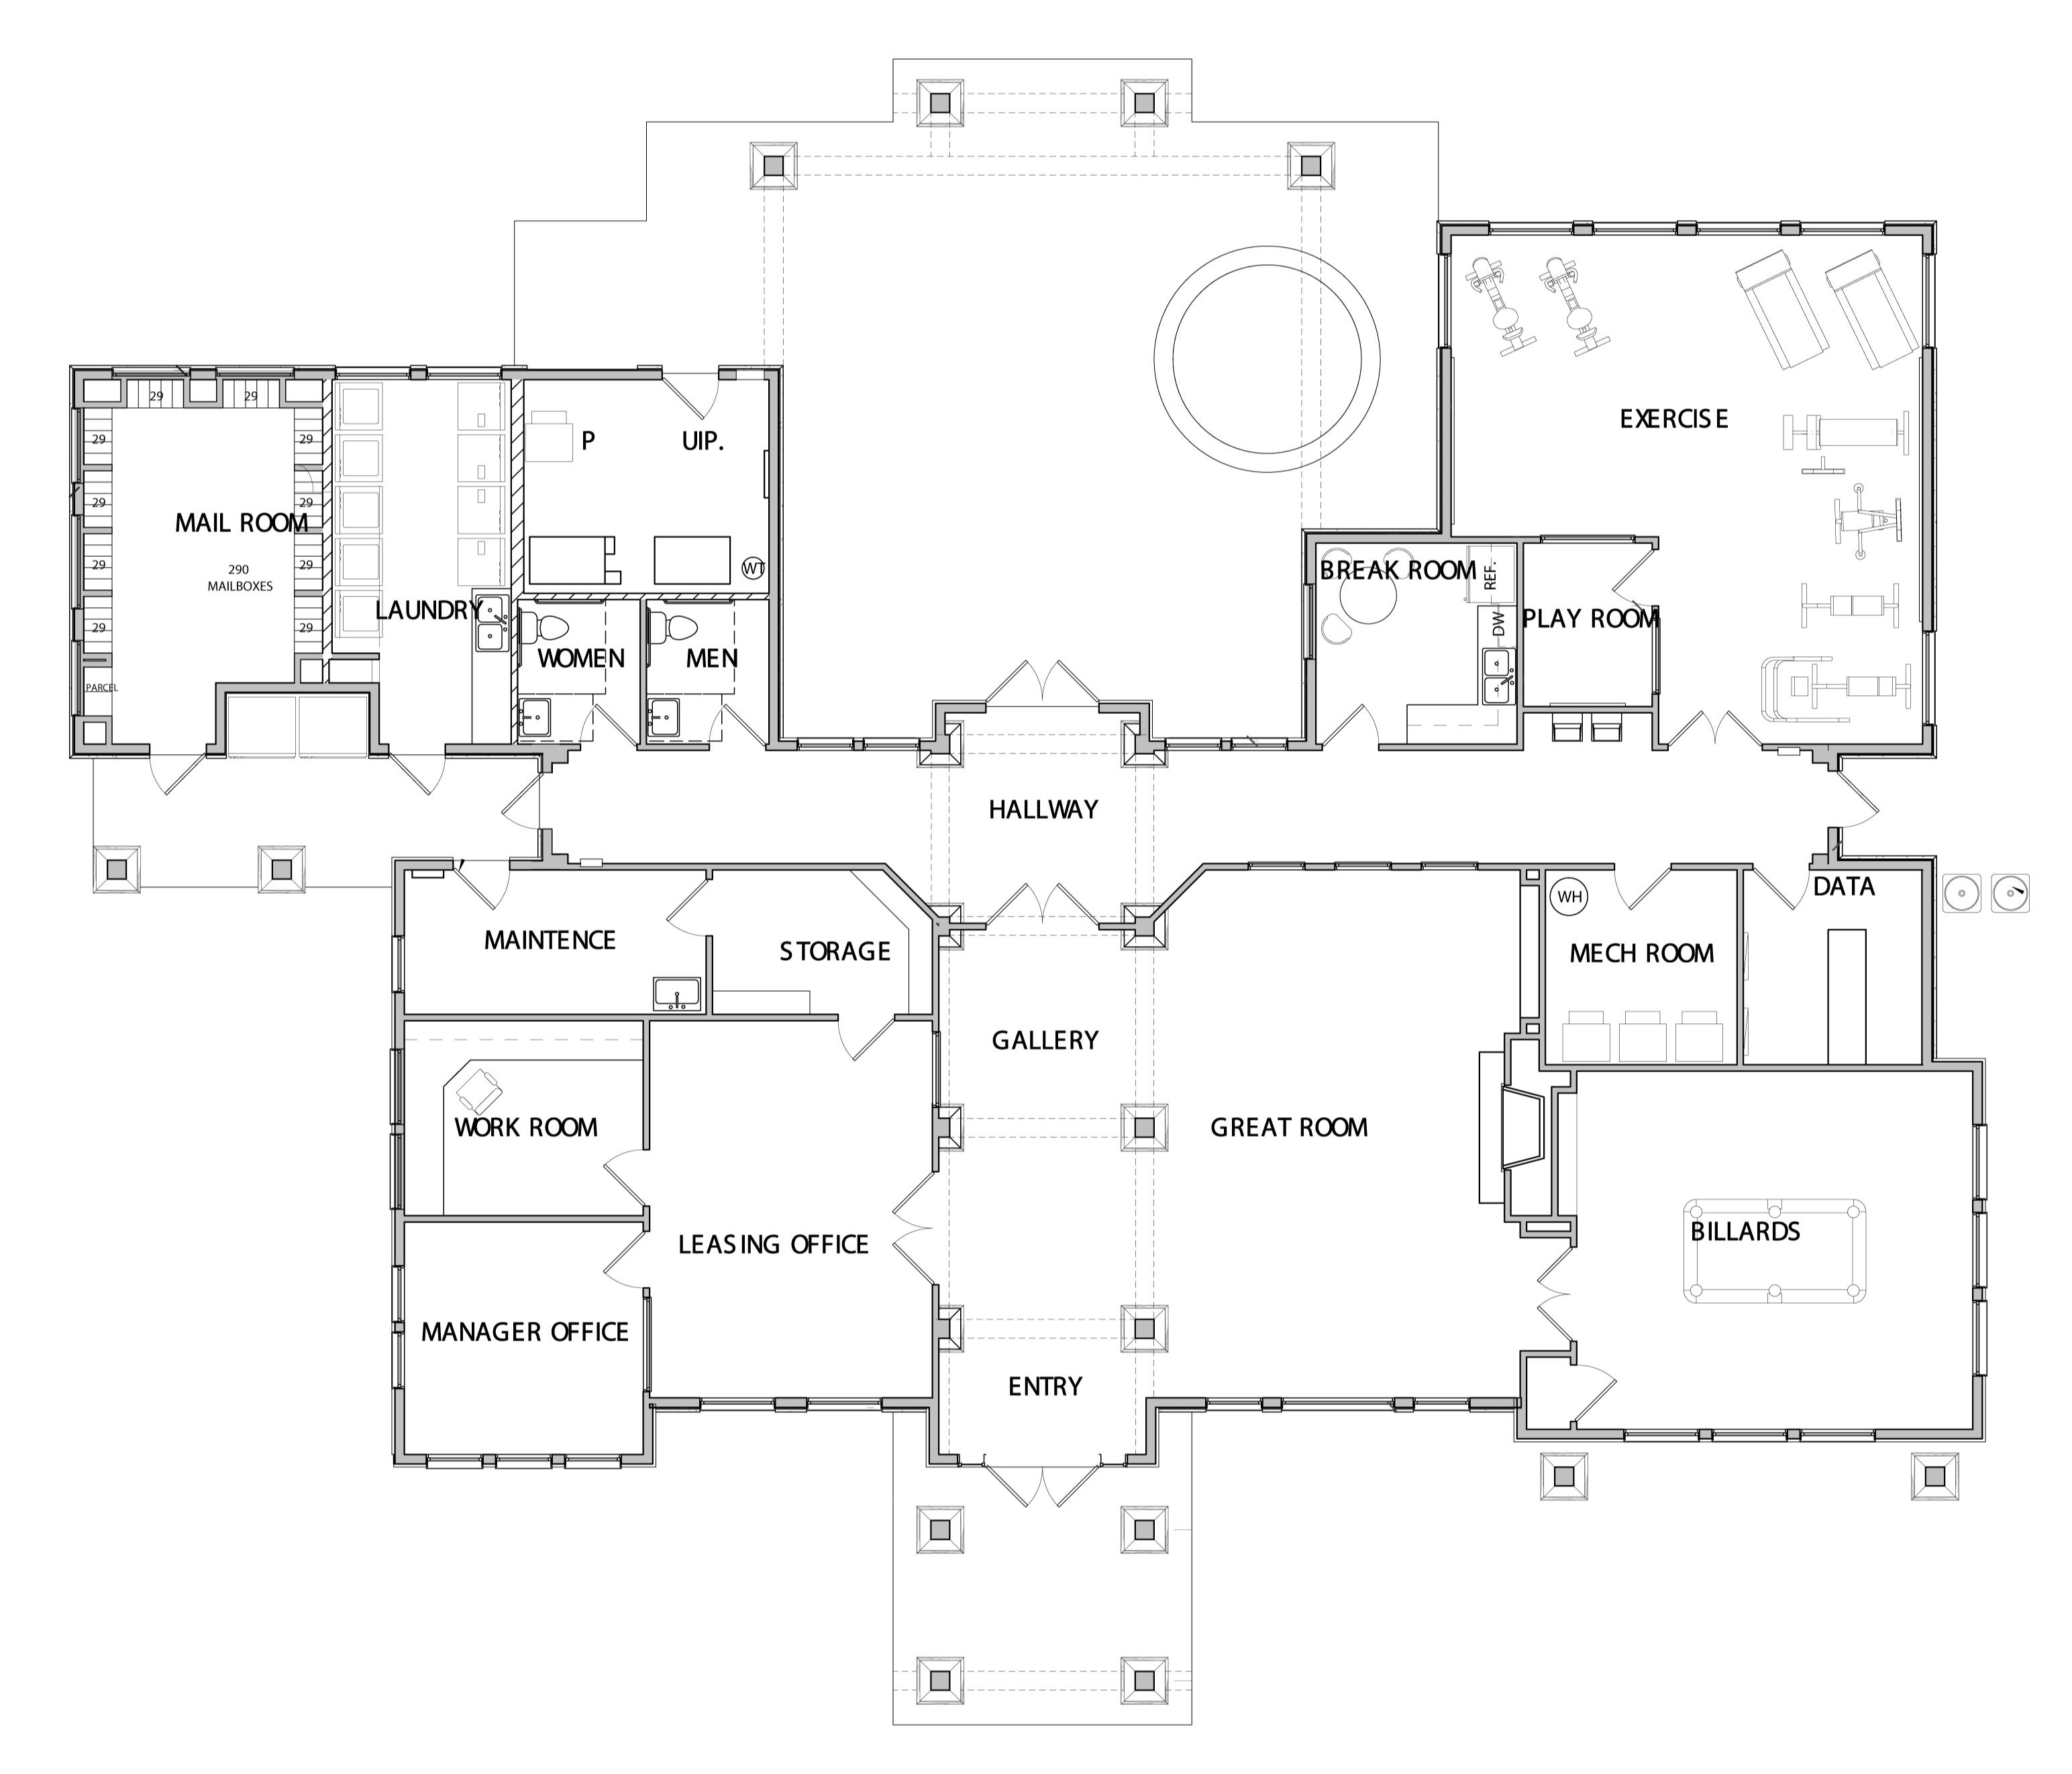 29
29
29
29
P
UIP.
EXERCISE
29
29
MAIL ROOM
290
MAILBOXES
29
29
BREAK ROOM
REF.
WT
LAUNDRY
PLAY ROOM
DW
29
29
WOMEN
MEN
PARCEL
HALLWAY
DATA
WH
MAINTENCE
STORAGE
MECH ROOM
GALLERY
WORK ROOM
GREAT ROOM
BILLARDS
LEASING OFFICE
MANAGER OFFICE
ENTRY